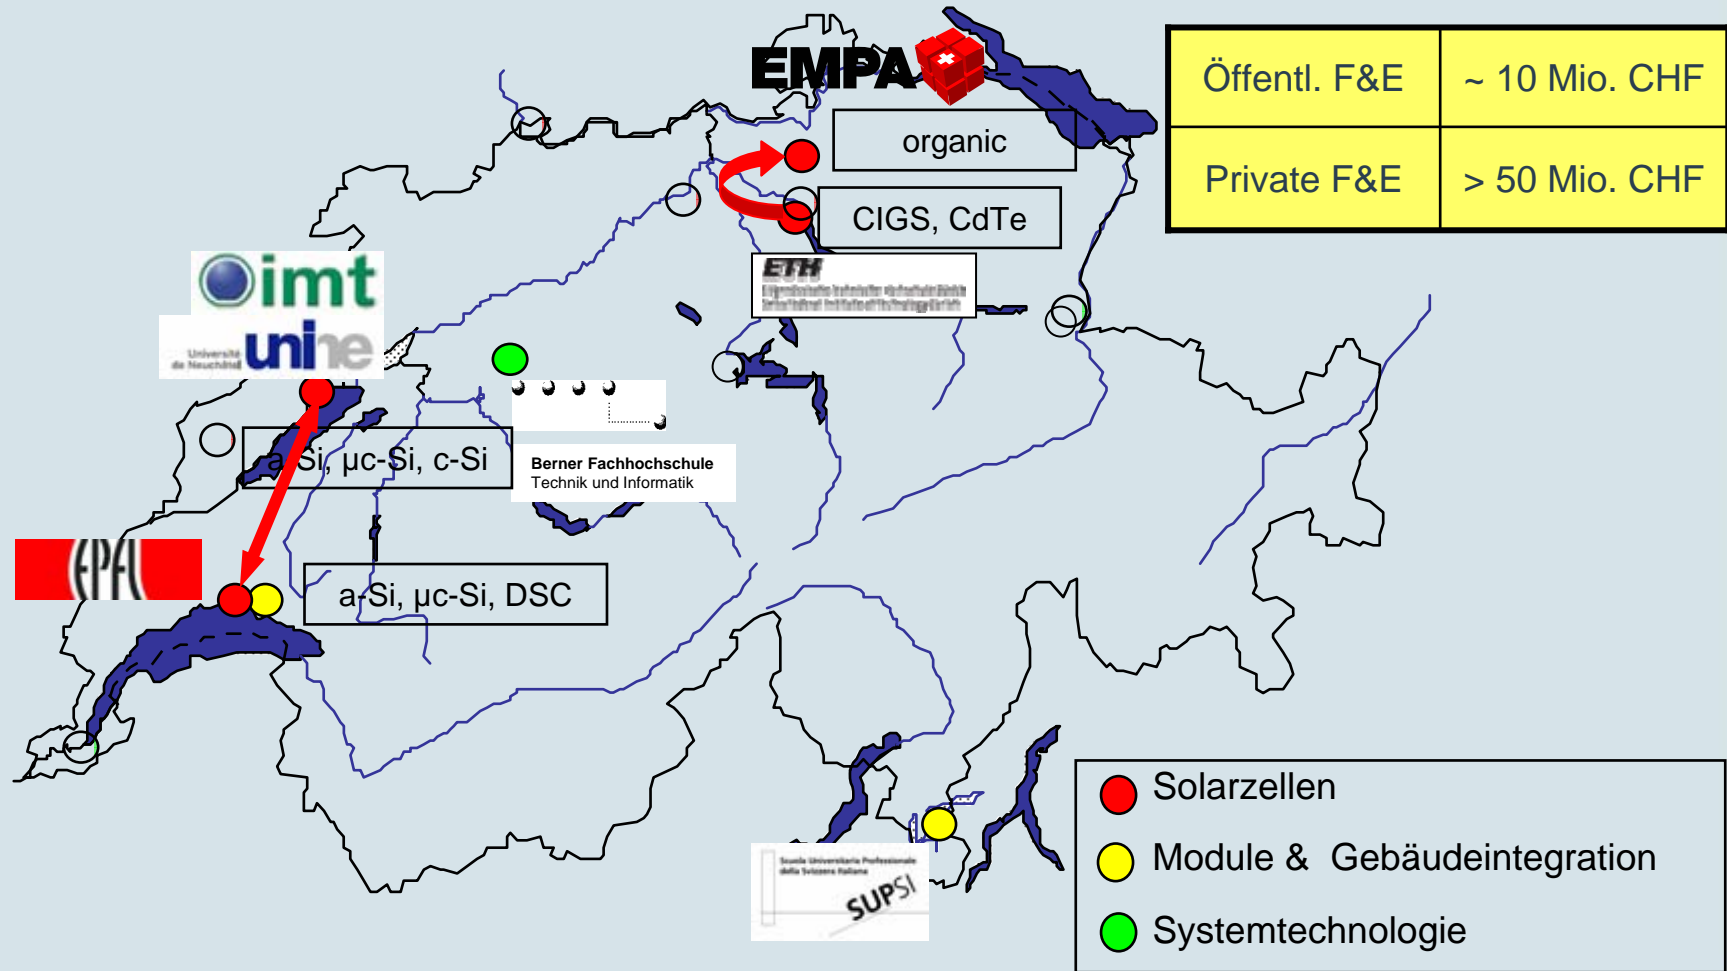 EMPA
Öffentl. F&E ~ 10 Mio. CHF
Private F&E > 50 Mio. CHF
organic
CIGS, CdTe
ETH
imt
Université
de Neuchâtel
unine
a-Si, µc-Si, c-Si
Berner Fachhochschule
Technik und Informatik
EPFL
a-Si, µc-Si, DSC
Scuola Universitaria Professionale
della Svizzera Italiana
SUPSI
Solarzellen
Module & Gebäudeintegration
Systemtechnologie